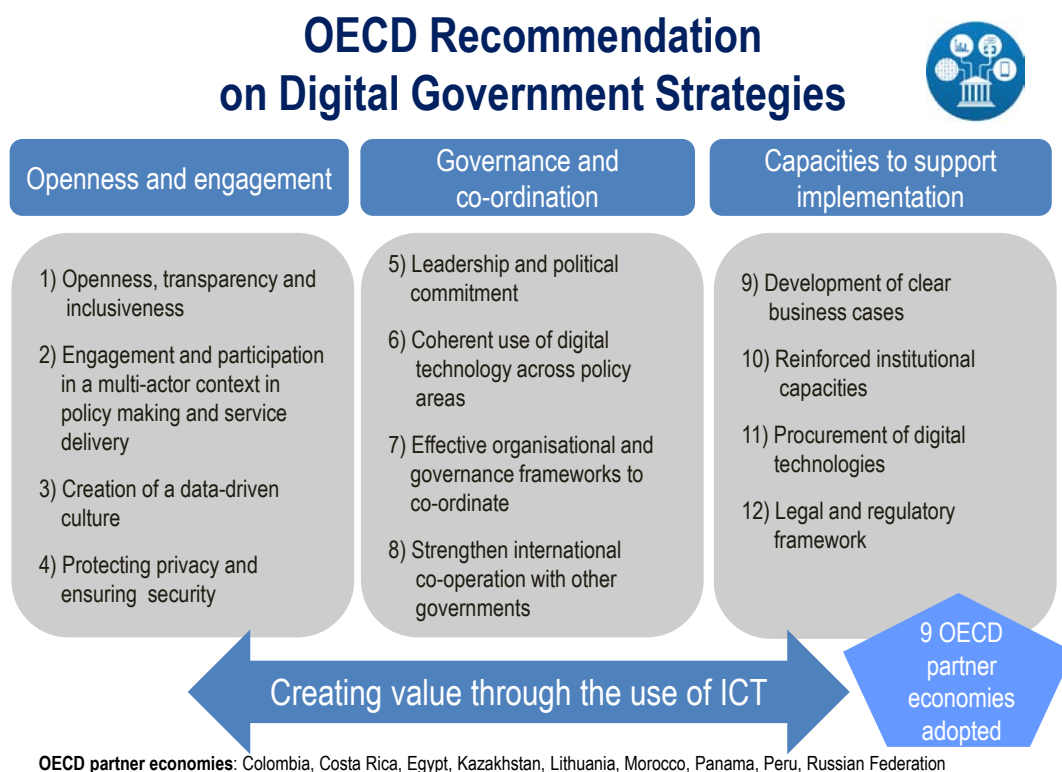 OECD Recommendation
on Digital Government Strategies
Openness and engagement
Governance and
co-ordination
Capacities to support
implementation
1) Openness, transparency and
inclusiveness
2) Engagement and participation
in a multi-actor context in
policy making and service
delivery
3) Creation of a data-driven
culture
4) Protecting privacy and
ensuring security
5) Leadership and political
commitment
6) Coherent use of digital
technology across policy
areas
7) Effective organisational and
governance frameworks to
co-ordinate
8) Strengthen international
co-operation with other
governments
9) Development of clear
business cases
10) Reinforced institutional
capacities
11) Procurement of digital
technologies
12) Legal and regulatory
framework
Creating value through the use of ICT
9 OECD
partner
economies
adopted
OECD partner economies: Colombia, Costa Rica, Egypt, Kazakhstan, Lithuania, Morocco, Panama, Peru, Russian Federation